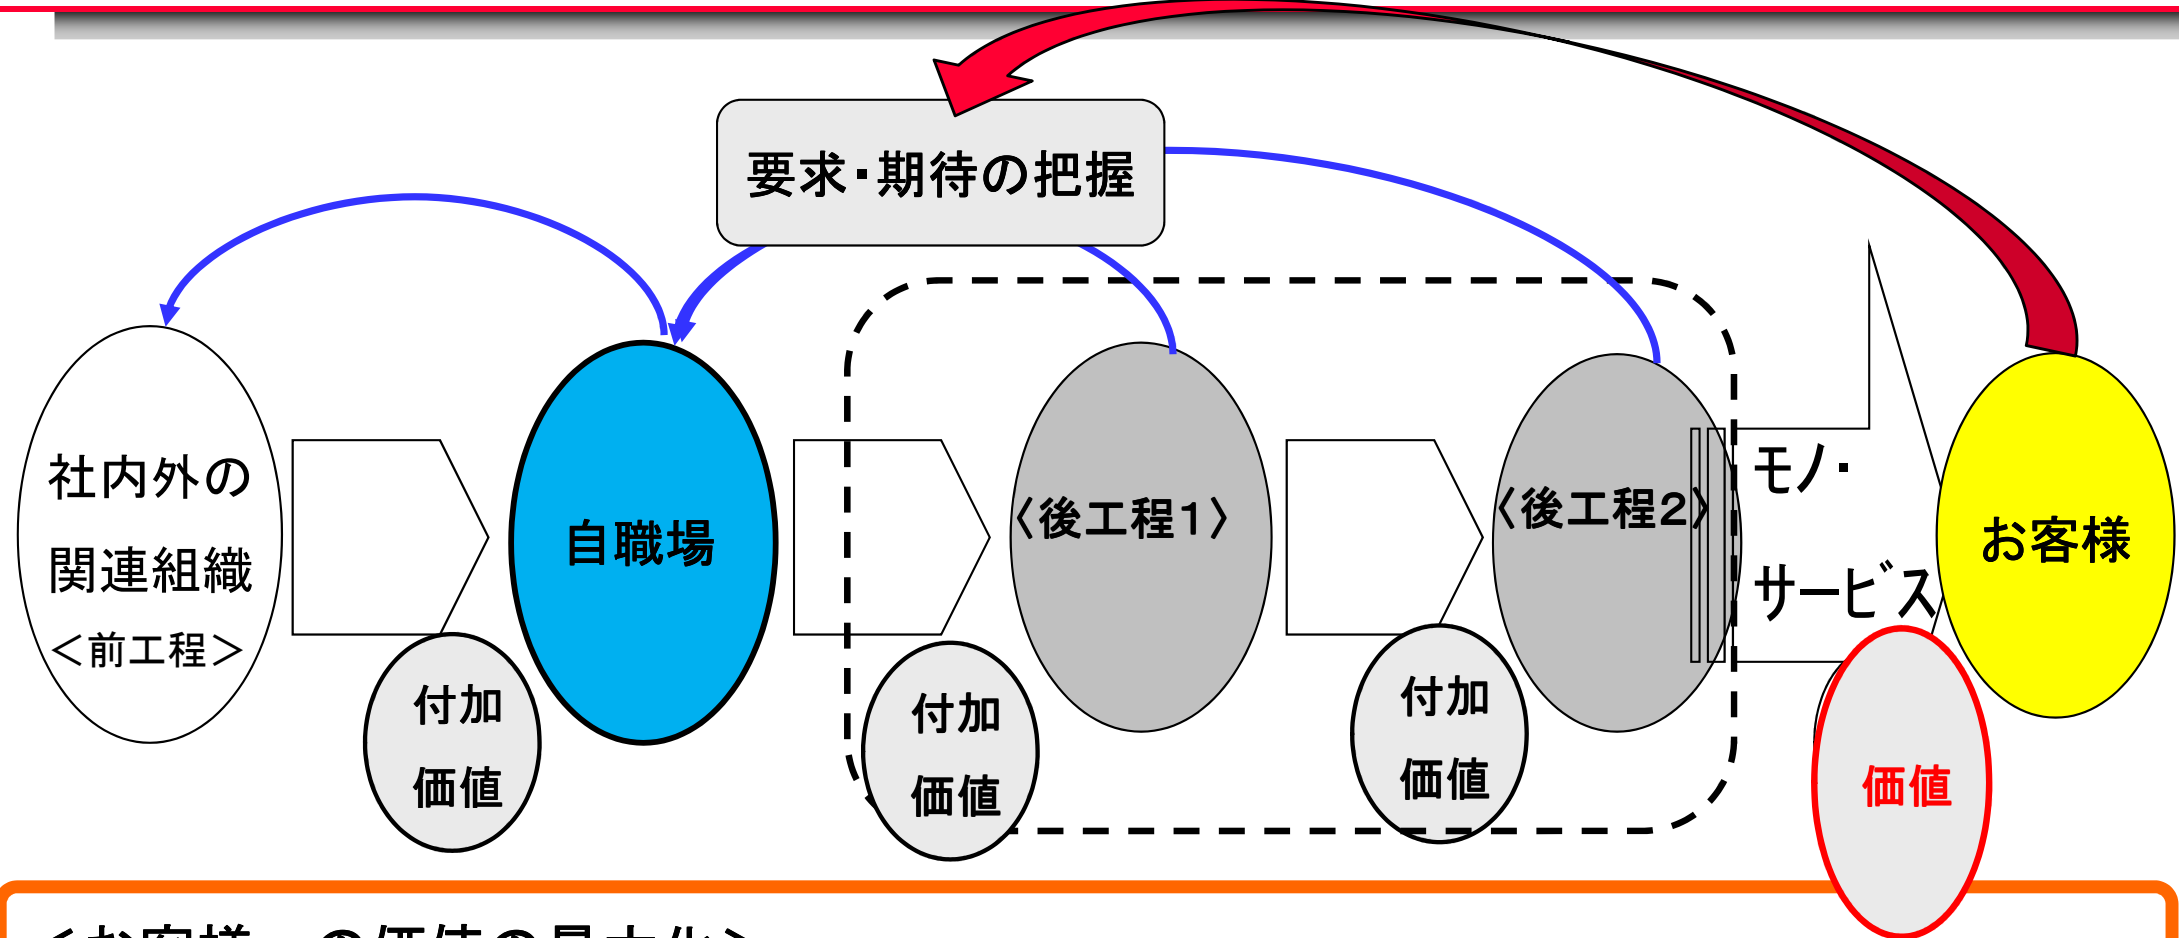 要求・期待の把握
社内外の
関連組織
＜前工程＞
自職場
〈後工程１〉
〈後工程２〉
モノ・
サービス
お客様
付加
価値
付加
価値
付加
価値
価値